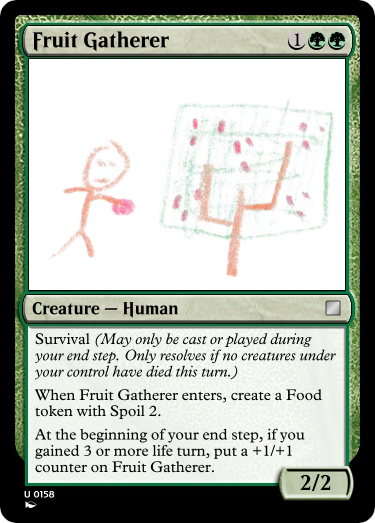 Fruit Gatherer 1
Creature — Human
Survival (May only be cast or played during
your end step. Only resolves if no creatures under
your control have died this turn.)
When Fruit Gatherer enters, create a Food
token with Spoil 2.
At the beginning of your end step, if you
gained 3 or more life turn, put a +1/+1
counter on Fruit Gatherer.
2/2
U 0158